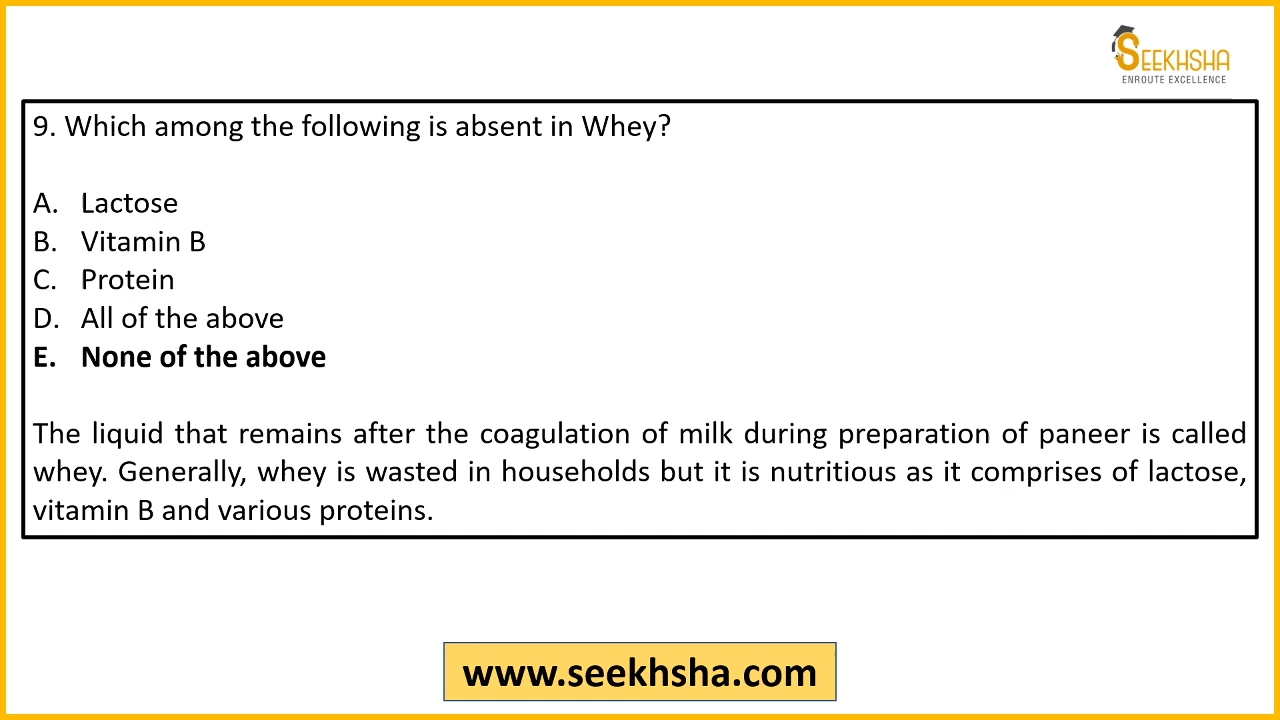 SEEKHSHA
ENROUTE EXCELLENCE
9. Which among the following is absent in Whey?
A. Lactose
B. Vitamin B
C. Protein
D. All of the above
E. None of the above
The liquid that remains after the coagulation of milk during preparation of paneer is called
whey. Generally, whey is wasted in households but it is nutritious as it comprises of lactose,
vitamin B and various proteins.
www.seekhsha.com